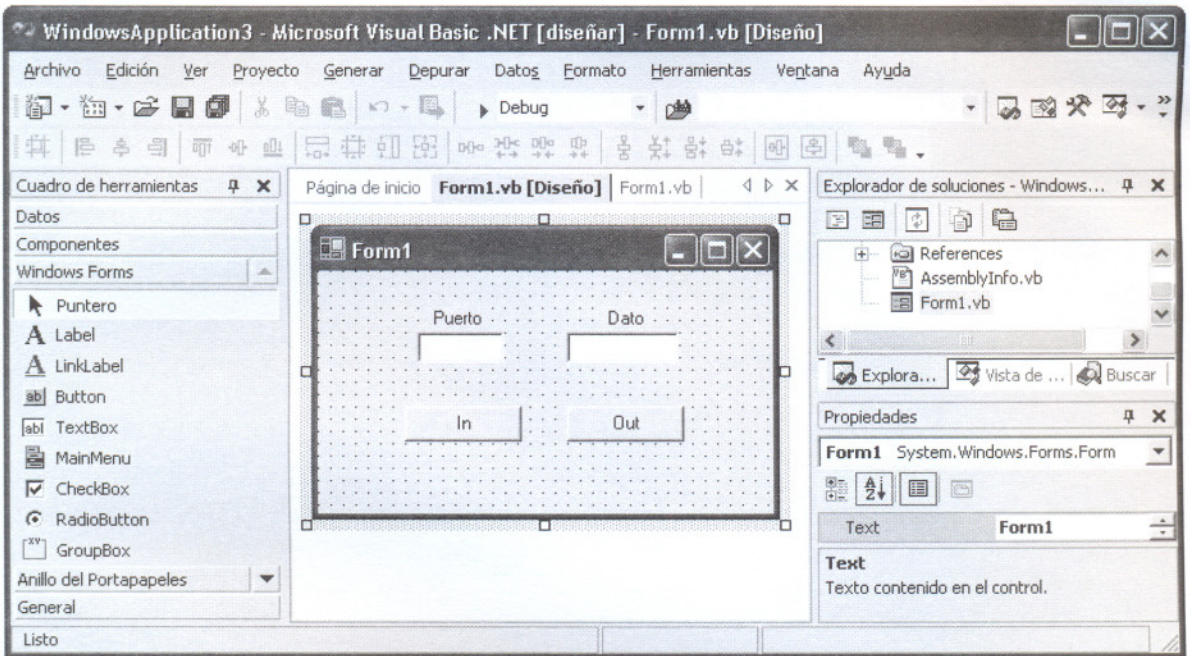 WindowsApplication3 - Microsoft Visual Basic .NET [diseñar] - Form1.vb [Diseño]
Archivo Edición Ver Proyecto Generar Depurar Datos Formato Herramientas Ventana Ayuda
Debug
Cuadro de herramientas
Datos
Componentes
Windows Forms
Puntero
A Label
A LinkLabel
ab Button
abl TextBox
MainMenu
CheckBox
RadioButton
XY GroupBox
Anillo del Portapapeles
General
Página de inicio Form1.vb [Diseño] Form1.vb
Form1
Puerto Dato
In Out
Explorador de soluciones - Windows...
References
AssemblyInfo.vb
Form1.vb
Explora... Vista de ... Buscar
Propiedades
Form1 System.Windows.Forms.Form
Text Form1
Text
Texto contenido en el control.
Listo